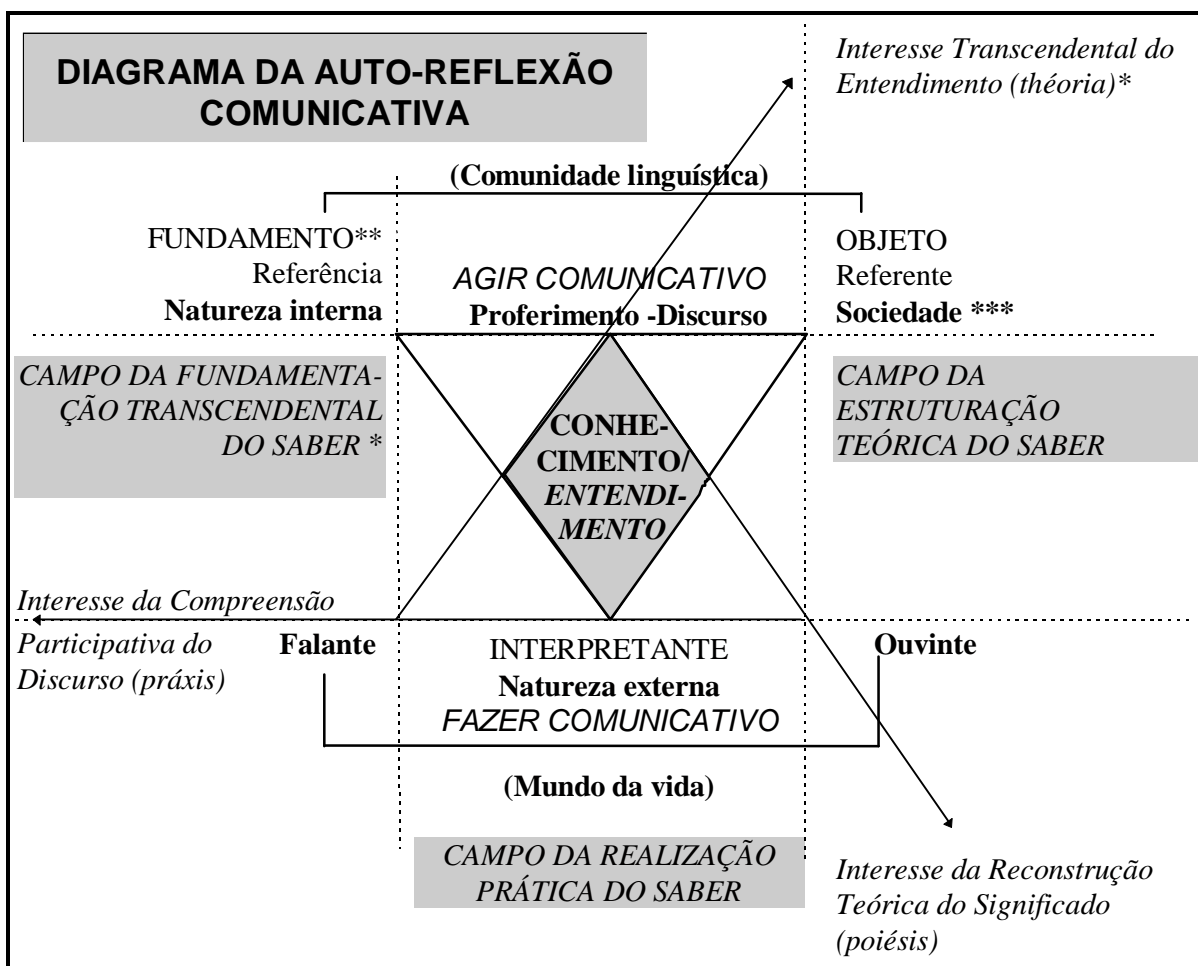 DIAGRAMA DA AUTO-REFLEXÃO
COMUNICATIVA
Interesse Transcendental do
Entendimento (théoria)*
(Comunidade linguística)
FUNDAMENTO**
Referência
Natureza interna
AGIR COMUNICATIVO
Proferimento -Discurso
OBJETO
Referente
Sociedade ***
CAMPO DA FUNDAMENTA-
ÇÃO TRANSCENDENTAL
DO SABER *
CONHE-
CIMENTO/
ENTENDI-
MENTO
CAMPO DA
ESTRUTURAÇÃO
TEÓRICA DO SABER
Interesse da Compreensão
Participativa do
Discurso (práxis)
Falante
INTERPRETANTE
Natureza externa
FAZER COMUNICATIVO
Ouvinte
(Mundo da vida)
CAMPO DA REALIZAÇÃO
PRÁTICA DO SABER
Interesse da Reconstrução
Teórica do Significado
(poiésis)